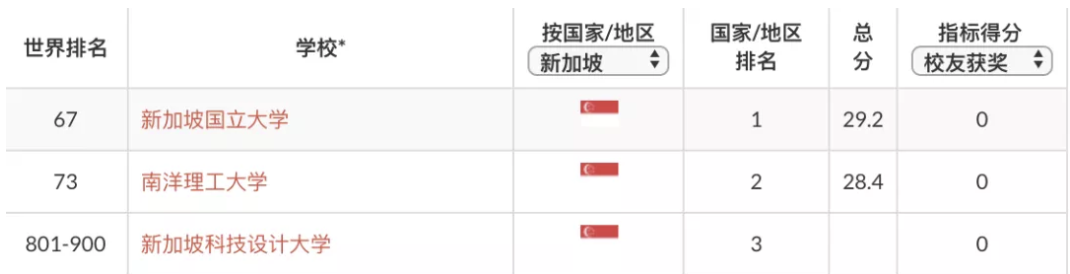 世界排名 学校* 按国家/地区 新加坡 国家/地区排名 总分 指标得分 校友获奖
67 新加坡国立大学 1 29.2 0
73 南洋理工大学 2 28.4 0
801-900 新加坡科技设计大学 3 0